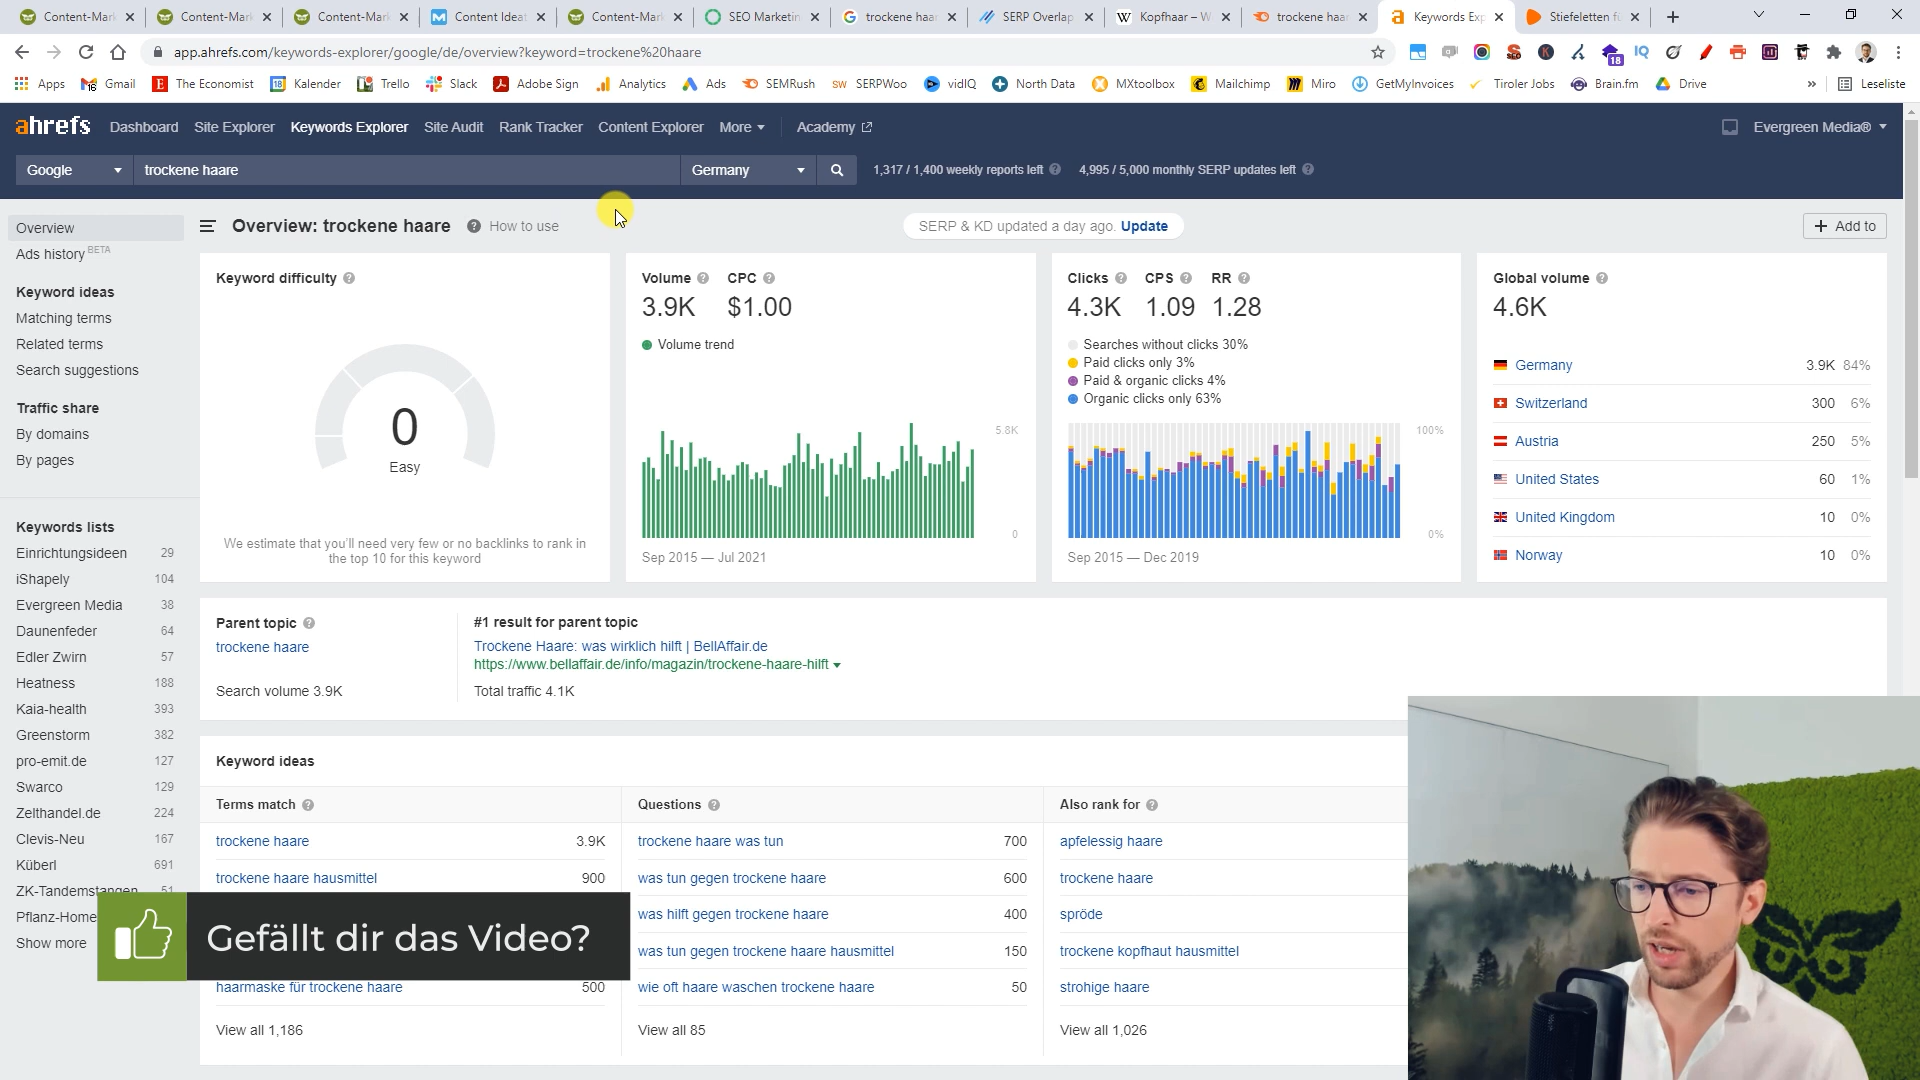 Content-Mar
Content-Mar
Content-Mar
Content Ideat
Content-Mar
SEO Marketin
trockene haa
SERP Overlap
Kopfhaar – W
trockene haa
Keywords Exp
Stiefeletten fü
app.ahrefs.com/keywords-explorer/google/de/overview?keyword=trockene%20haare
18
Apps
Gmail
The Economist
Kalender
Trello
Slack
Adobe Sign
Analytics
Ads
SEMRush
SERPWoo
vidIQ
North Data
MXtoolbox
Mailchimp
Miro
GetMyInvoices
Tiroler Jobs
Brain.fm
Drive
Leseliste
ahrefs
Dashboard
Site Explorer
Keywords Explorer
Site Audit
Rank Tracker
Content Explorer
More
Academy
Evergreen Media®
Google
trockene haare
Germany
1,317 / 1,400 weekly reports left
4,995 / 5,000 monthly SERP updates left
Overview
Ads history BETA
Keyword ideas
Matching terms
Related terms
Search suggestions
Traffic share
By domains
By pages
Keywords lists
Einrichtungsideen 29
iShapely 104
Evergreen Media 38
Daunenfeder 64
Edler Zwirn 57
Heatness 188
Kaia-health 393
Greenstorm 382
pro-emit.de 127
Swarco 129
Zelthandel.de 224
Clevis-Neu 167
Küberl 691
ZK-Tandemstangen 51
Pflanz-Home
Show more
Overview: trockene haare
How to use
SERP & KD updated a day ago. Update
+ Add to
Keyword difficulty
0
Easy
We estimate that you'll need very few or no backlinks to rank in
the top 10 for this keyword
Volume CPC
3.9K $1.00
Volume trend
5.8K
0
Sep 2015 — Jul 2021
Clicks CPS RR
4.3K 1.09 1.28
Searches without clicks 30%
Paid clicks only 3%
Paid & organic clicks 4%
Organic clicks only 63%
100%
0%
Sep 2015 — Dec 2019
Global volume
4.6K
Germany 3.9K 84%
Switzerland 300 6%
Austria 250 5%
United States 60 1%
United Kingdom 10 0%
Norway 10 0%
Parent topic
trockene haare
Search volume 3.9K
#1 result for parent topic
Trockene Haare: was wirklich hilft | BellAffair.de
https://www.bellaffair.de/info/magazin/trockene-haare-hilft
Total traffic 4.1K
Keyword ideas
Terms match
trockene haare 3.9K
trockene haare hausmittel 900
haarmaske für trockene haare 500
View all 1,186
Questions
trockene haare was tun 700
was tun gegen trockene haare 600
was hilft gegen trockene haare 400
was tun gegen trockene haare hausmittel 150
wie oft haare waschen trockene haare 50
View all 85
Also rank for
apfelessig haare
trockene haare
spröde
trockene kopfhaut hausmittel
strohige haare
View all 1,026
Gefällt dir das Video?